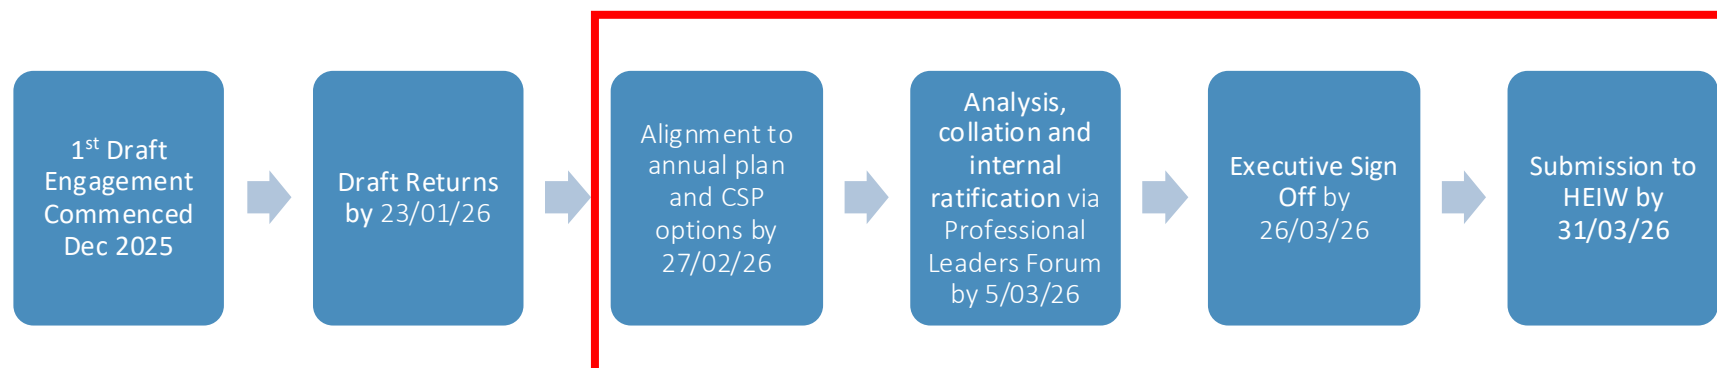 1st Draft
Engagement
Commenced
Dec 2025
Draft Returns
by 23/01/26
Alignment to
annual plan
and CSP
options by
27/02/26
Analysis,
collation and
internal
ratification via
Professional
Leaders Forum
by 5/03/26
Executive Sign
Off by
26/03/26
Submission to
HEIW by
31/03/26